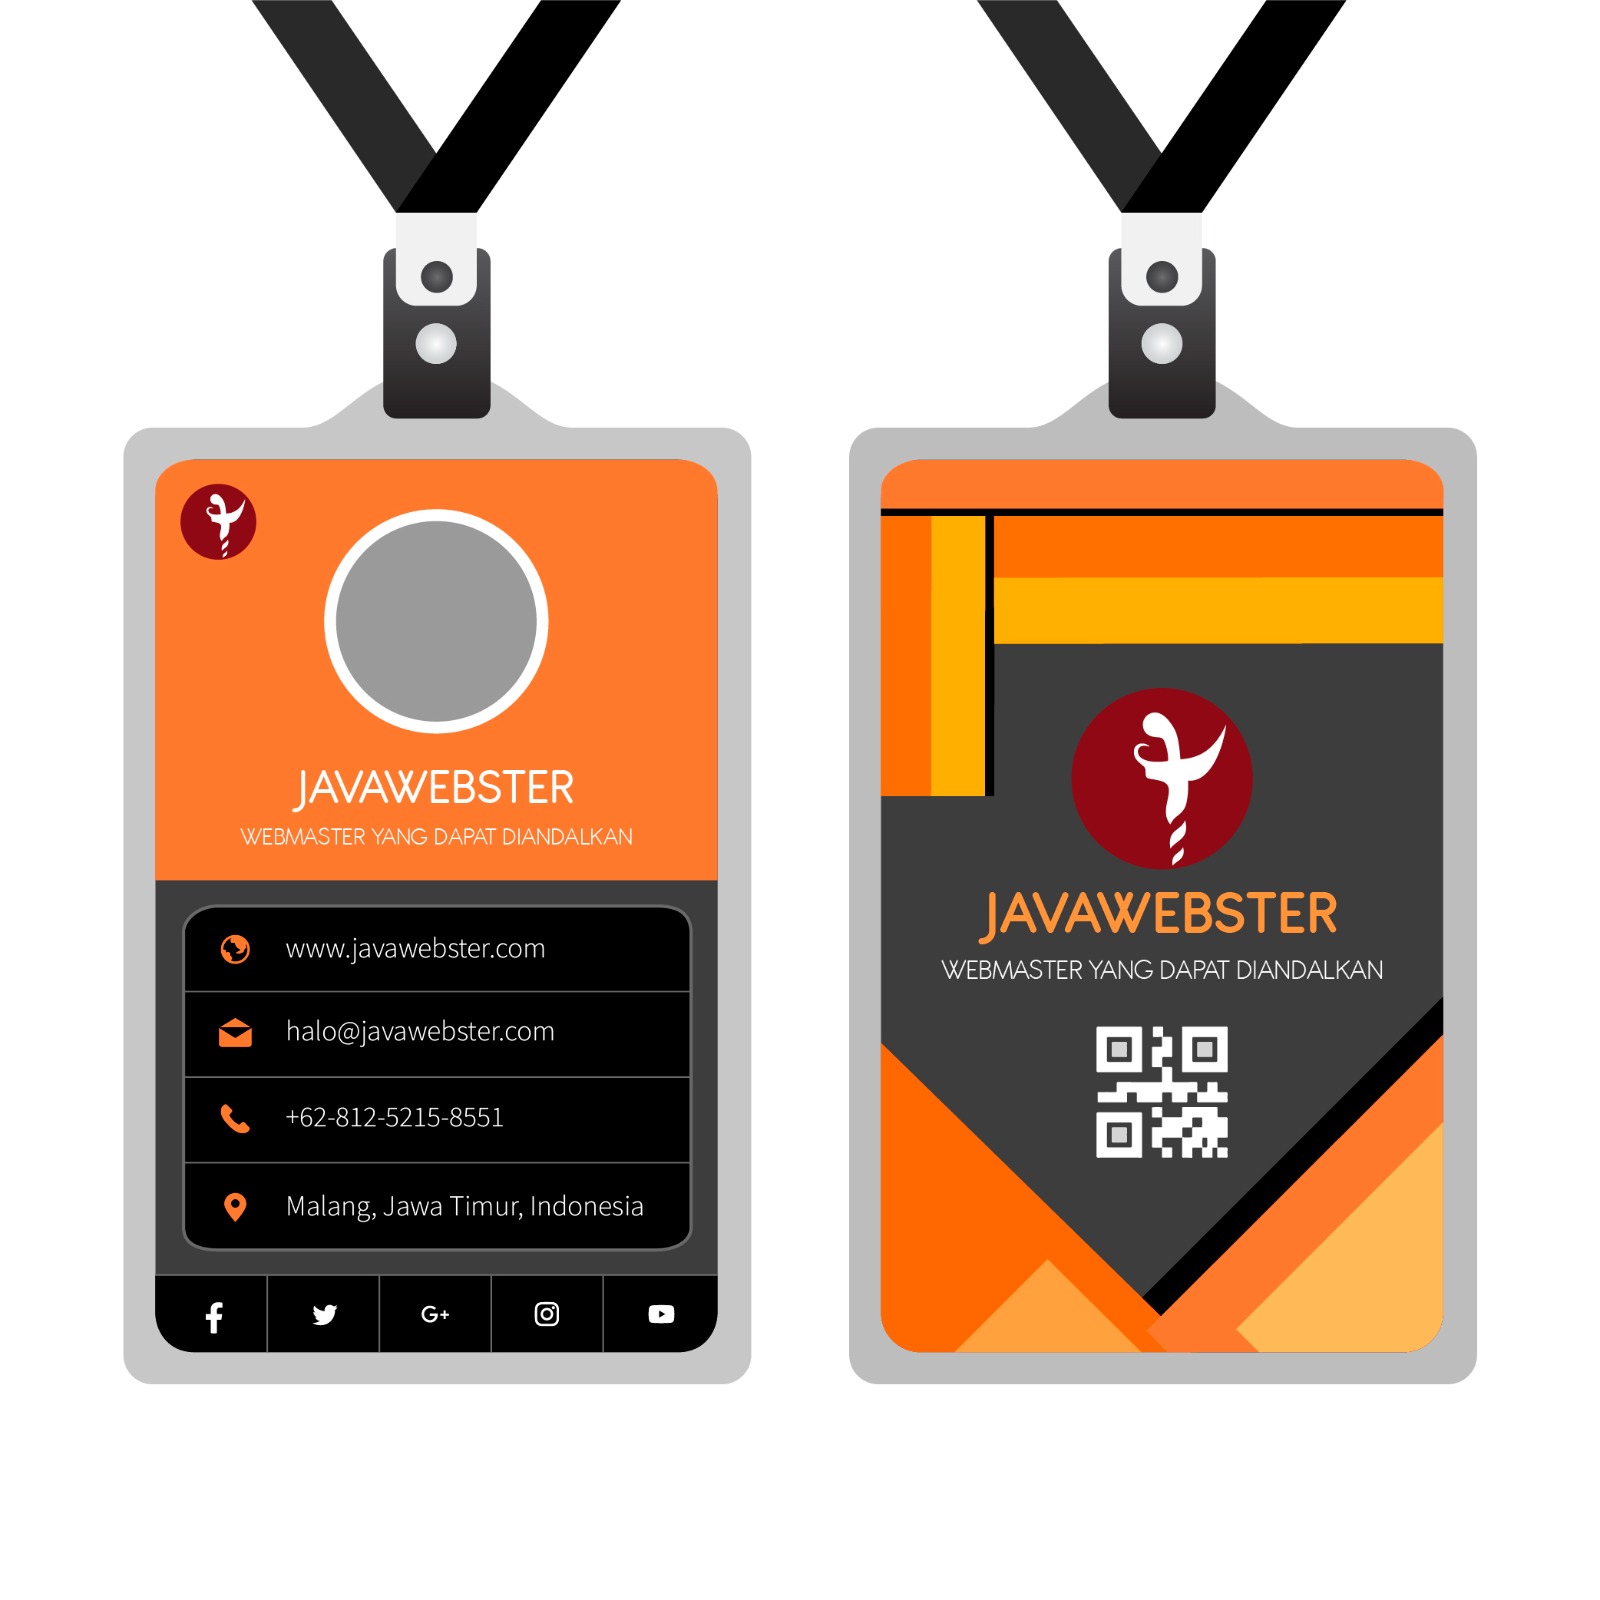 JAVAWEBSTER
WEBMASTER YANG DAPAT DIANDALKAN
www.javawebster.com
halo@javawebster.com
+62-812-5215-8551
Malang, Jawa Timur, Indonesia
G+
JAVAWEBSTER
WEBMASTER YANG DAPAT DIANDALKAN